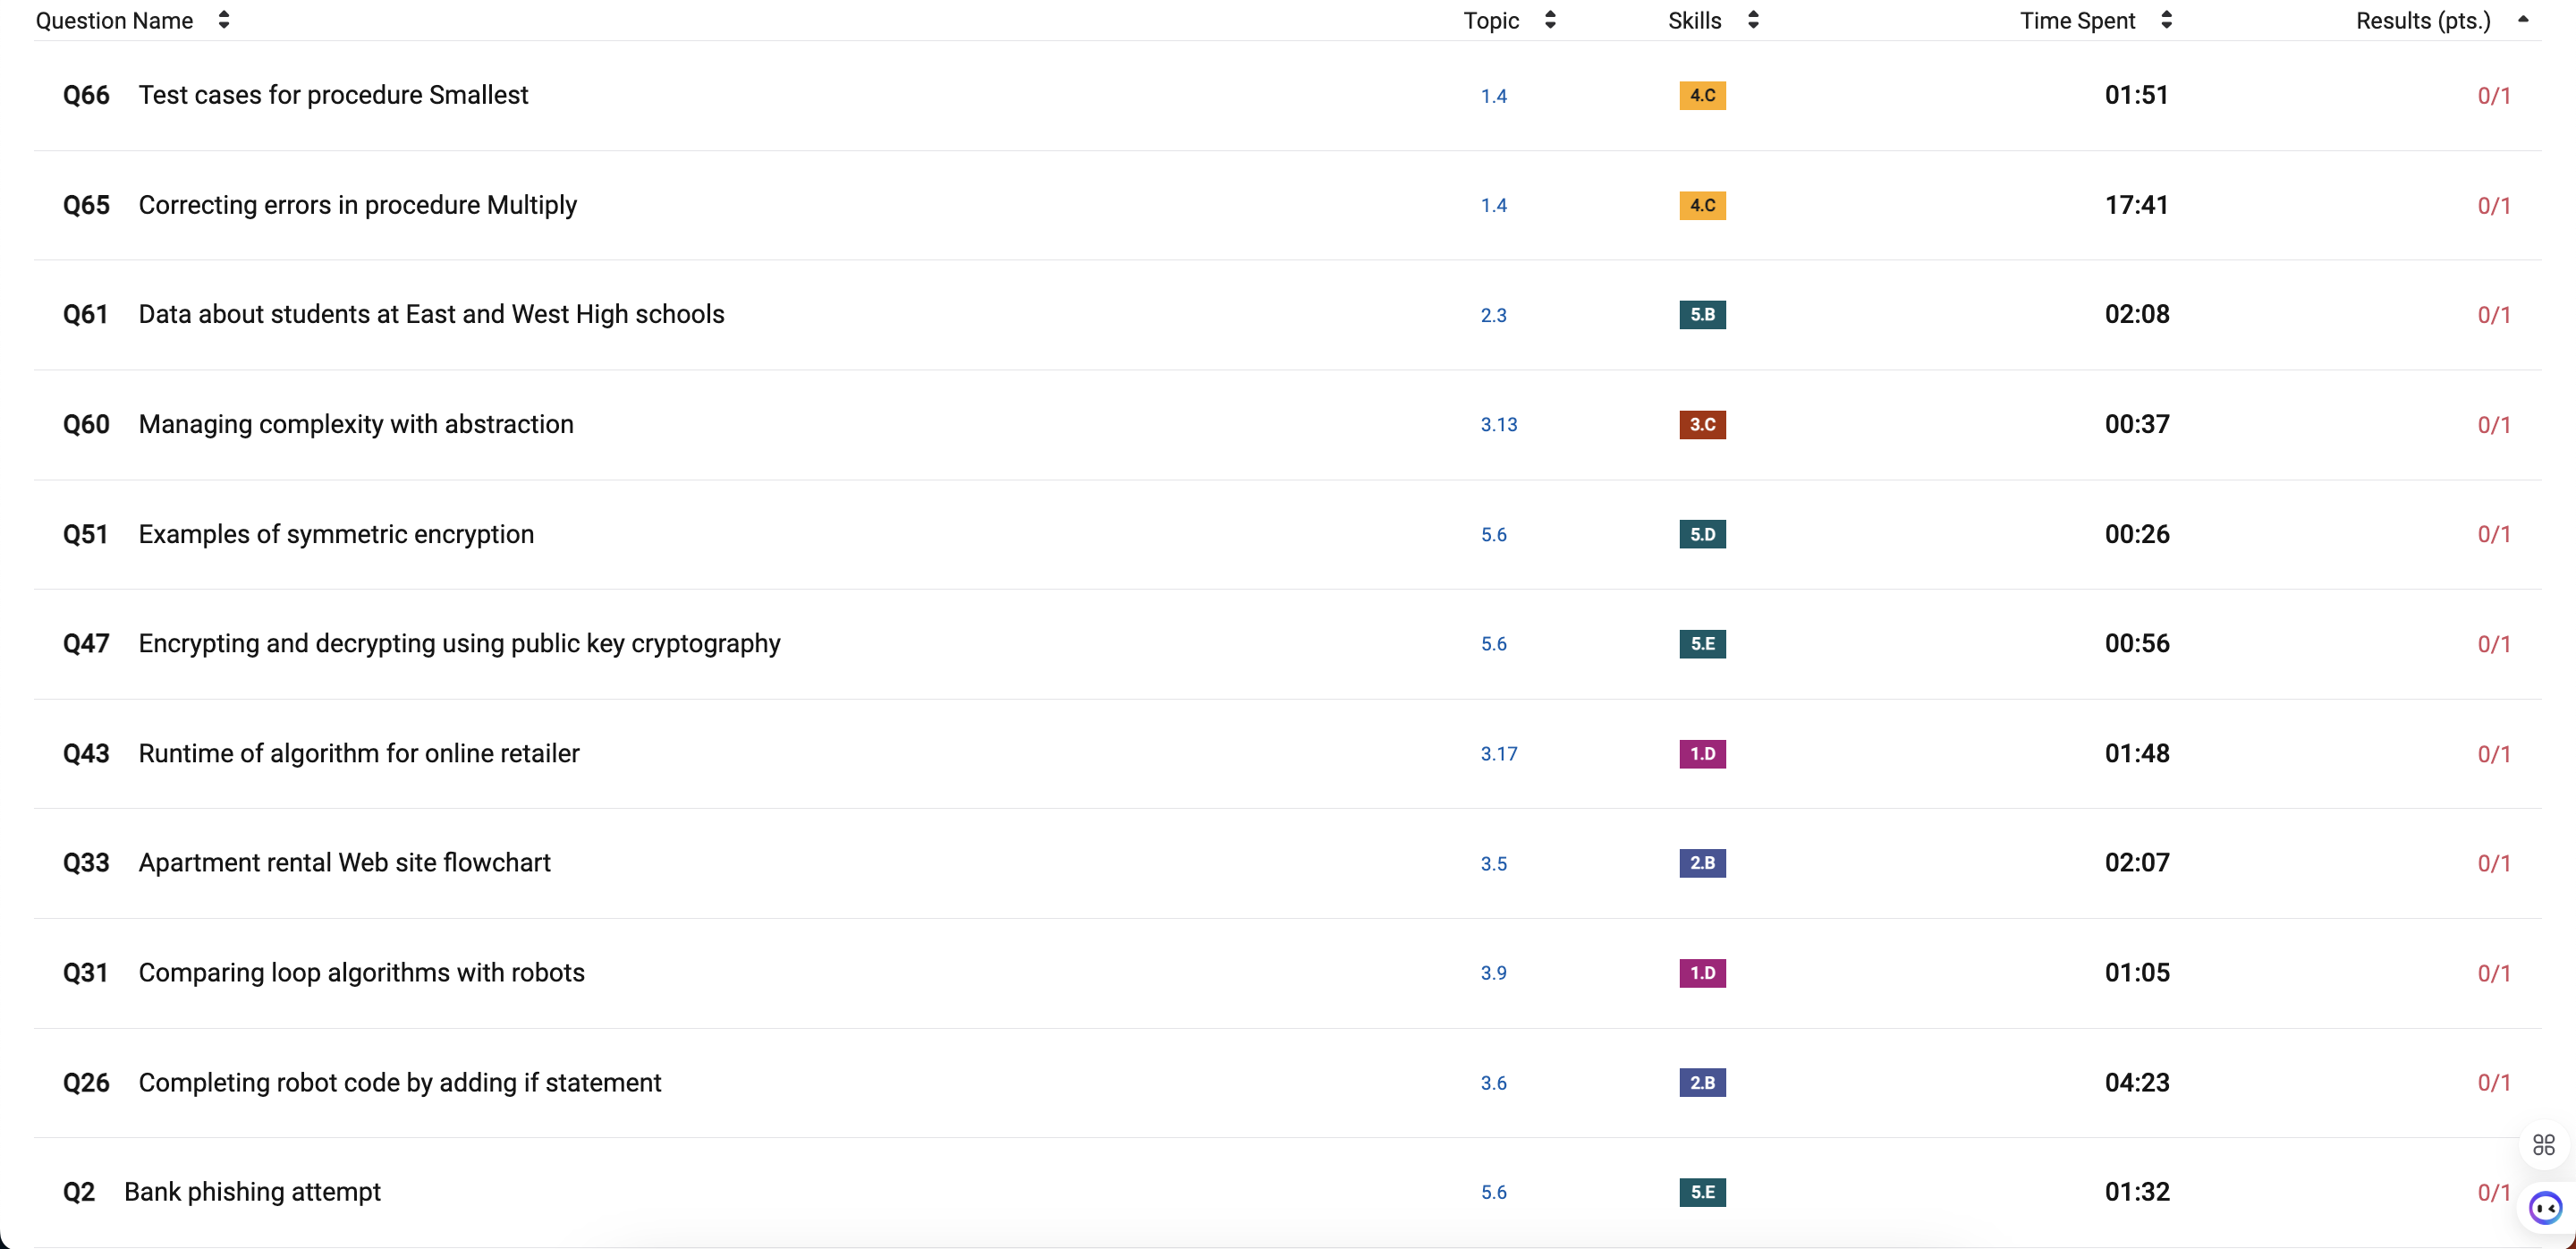 Question Name Topic Skills Time Spent Results (pts.)
Q66 Test cases for procedure Smallest 1.4 4.C 01:51 0/1
Q65 Correcting errors in procedure Multiply 1.4 4.C 17:41 0/1
Q61 Data about students at East and West High schools 2.3 5.B 02:08 0/1
Q60 Managing complexity with abstraction 3.13 3.C 00:37 0/1
Q51 Examples of symmetric encryption 5.6 5.D 00:26 0/1
Q47 Encrypting and decrypting using public key cryptography 5.6 5.E 00:56 0/1
Q43 Runtime of algorithm for online retailer 3.17 1.D 01:48 0/1
Q33 Apartment rental Web site flowchart 3.5 2.B 02:07 0/1
Q31 Comparing loop algorithms with robots 3.9 1.D 01:05 0/1
Q26 Completing robot code by adding if statement 3.6 2.B 04:23 0/1
Q2 Bank phishing attempt 5.6 5.E 01:32 0/1